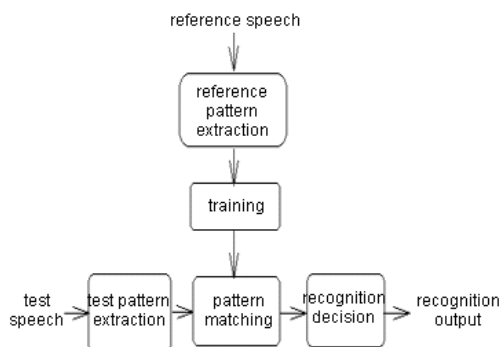 reference speech
reference
pattern
extraction
training
test
speech
test pattern
extraction
pattern
matching
recognition
decision
recognition
output